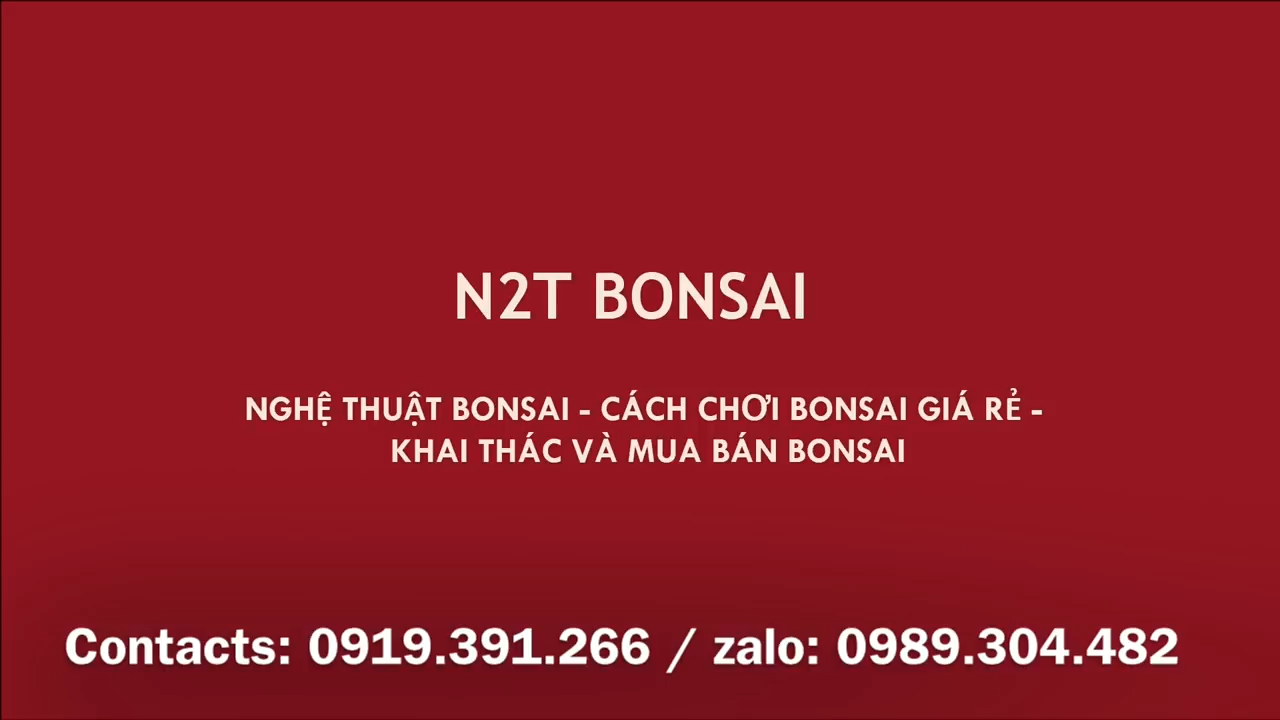 N2T BONSAI
NGHỆ THUẬT BONSAI - CÁCH CHƠI BONSAI GIÁ RẺ -
KHAI THÁC VÀ MUA BÁN BONSAI
Contacts: 0919.391.266 / zalo: 0989.304.482